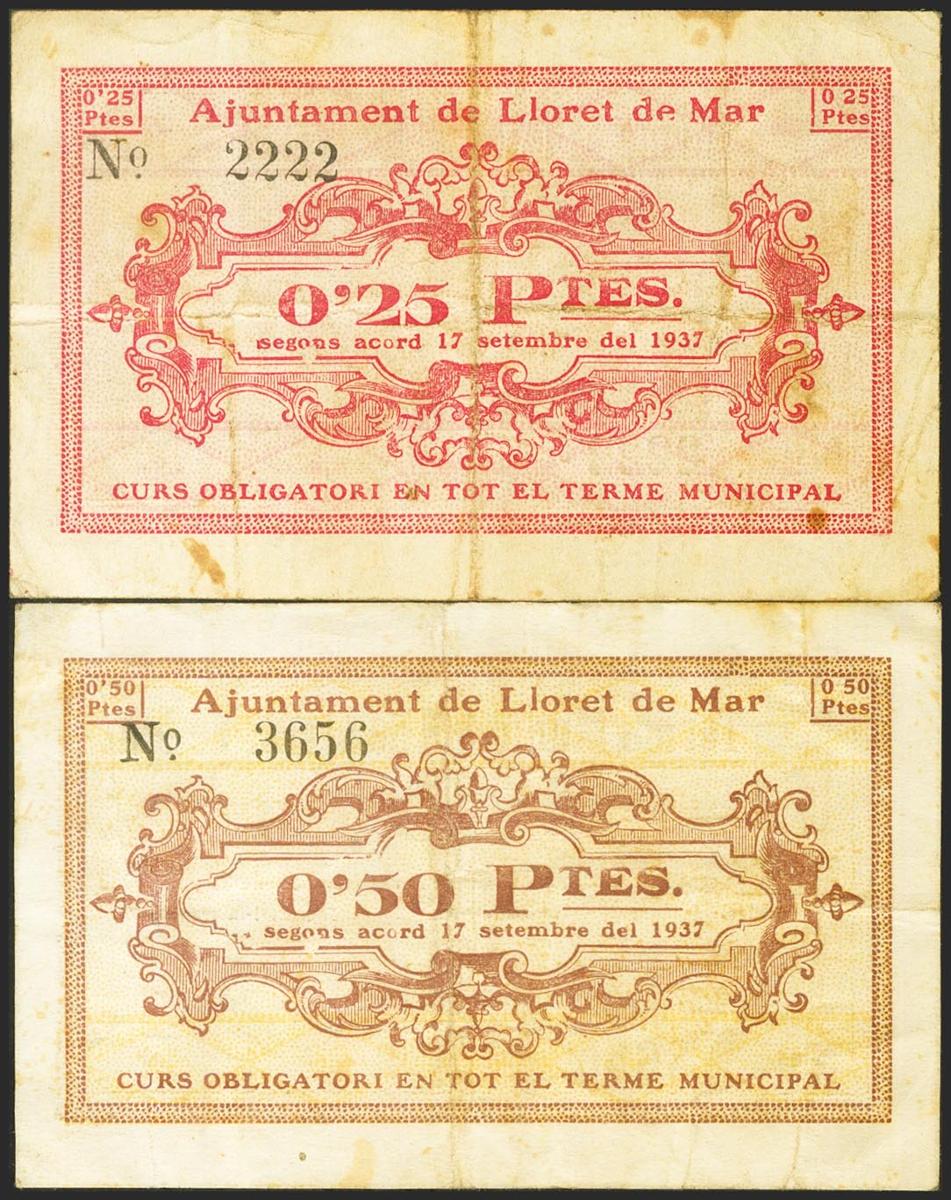 0'25
Ptes
Ajuntament de Lloret de Mar
0 25
Ptes
Nº 2222
0'25 PTES.
segons acord 17 setembre del 1937
CURS OBLIGATORI EN TOT EL TERME MUNICIPAL
0'50
Ptes
Ajuntament de Lloret de Mar
0 50
Ptes
Nº 3656
0'50 PTES.
segons acord 17 setembre del 1937
CURS OBLIGATORI EN TOT EL TERME MUNICIPAL